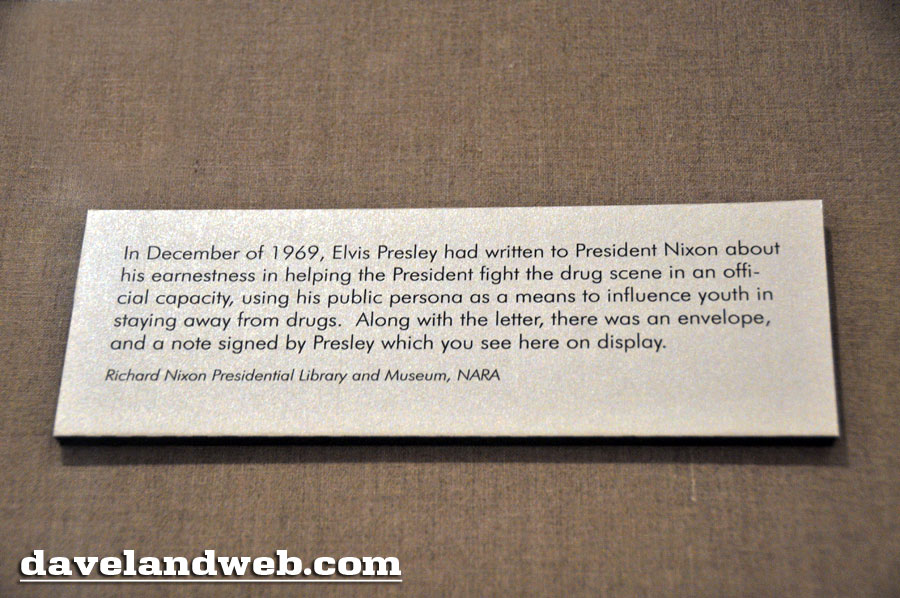 In December of 1969, Elvis Presley had written to President Nixon about
his earnestness in helping the President fight the drug scene in an offi-
cial capacity, using his public persona as a means to influence youth in
staying away from drugs.  Along with the letter, there was an envelope,
and a note signed by Presley which you see here on display.
Richard Nixon Presidential Library and Museum, NARA
davelandweb.com